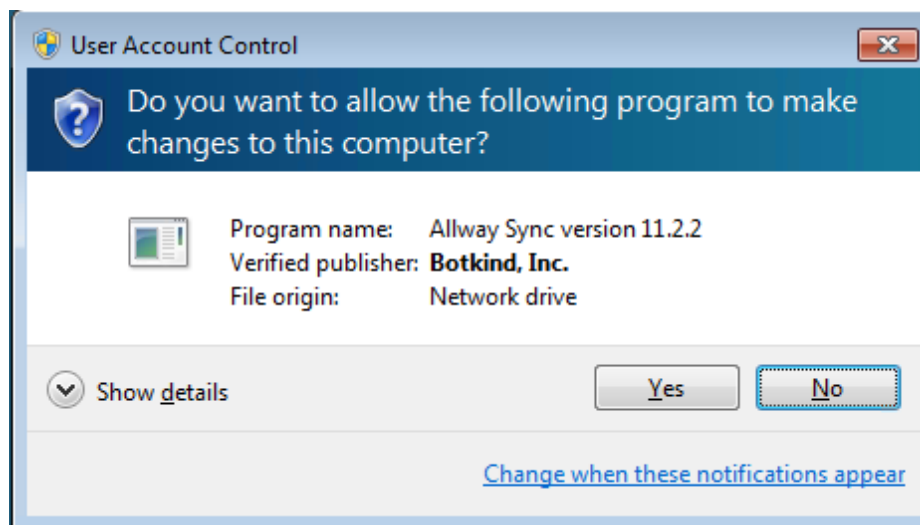 User Account Control
Do you want to allow the following program to make
changes to this computer?
Program name: Allway Sync version 11.2.2
Verified publisher: Botkind, Inc.
File origin: Network drive
Show details
Yes
No
Change when these notifications appear